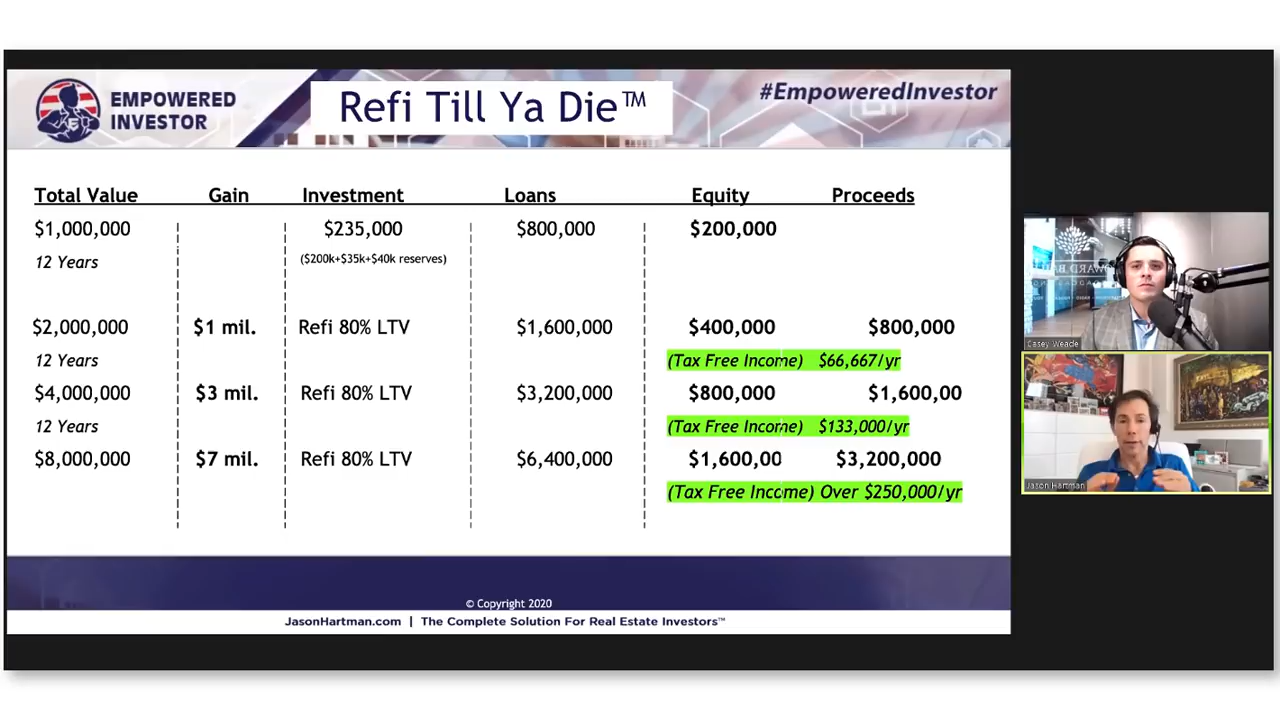 EMPOWERED
INVESTOR
Refi Till Ya Die™
#EmpoweredInvestor
Total Value Gain Investment Loans Equity Proceeds
$1,000,000 $235,000 $800,000 $200,000
12 Years ($200k+$35k+$40k reserves)
$2,000,000 $1 mil. Refi 80% LTV $1,600,000 $400,000 $800,000
12 Years (Tax Free Income) $66,667/yr
$4,000,000 $3 mil. Refi 80% LTV $3,200,000 $800,000 $1,600,00
12 Years (Tax Free Income) $133,000/yr
$8,000,000 $7 mil. Refi 80% LTV $6,400,000 $1,600,00 $3,200,000
(Tax Free Income) Over $250,000/yr
© Copyright 2020
JasonHartman.com | The Complete Solution For Real Estate Investors™
Casey Weade
Jason Hartman